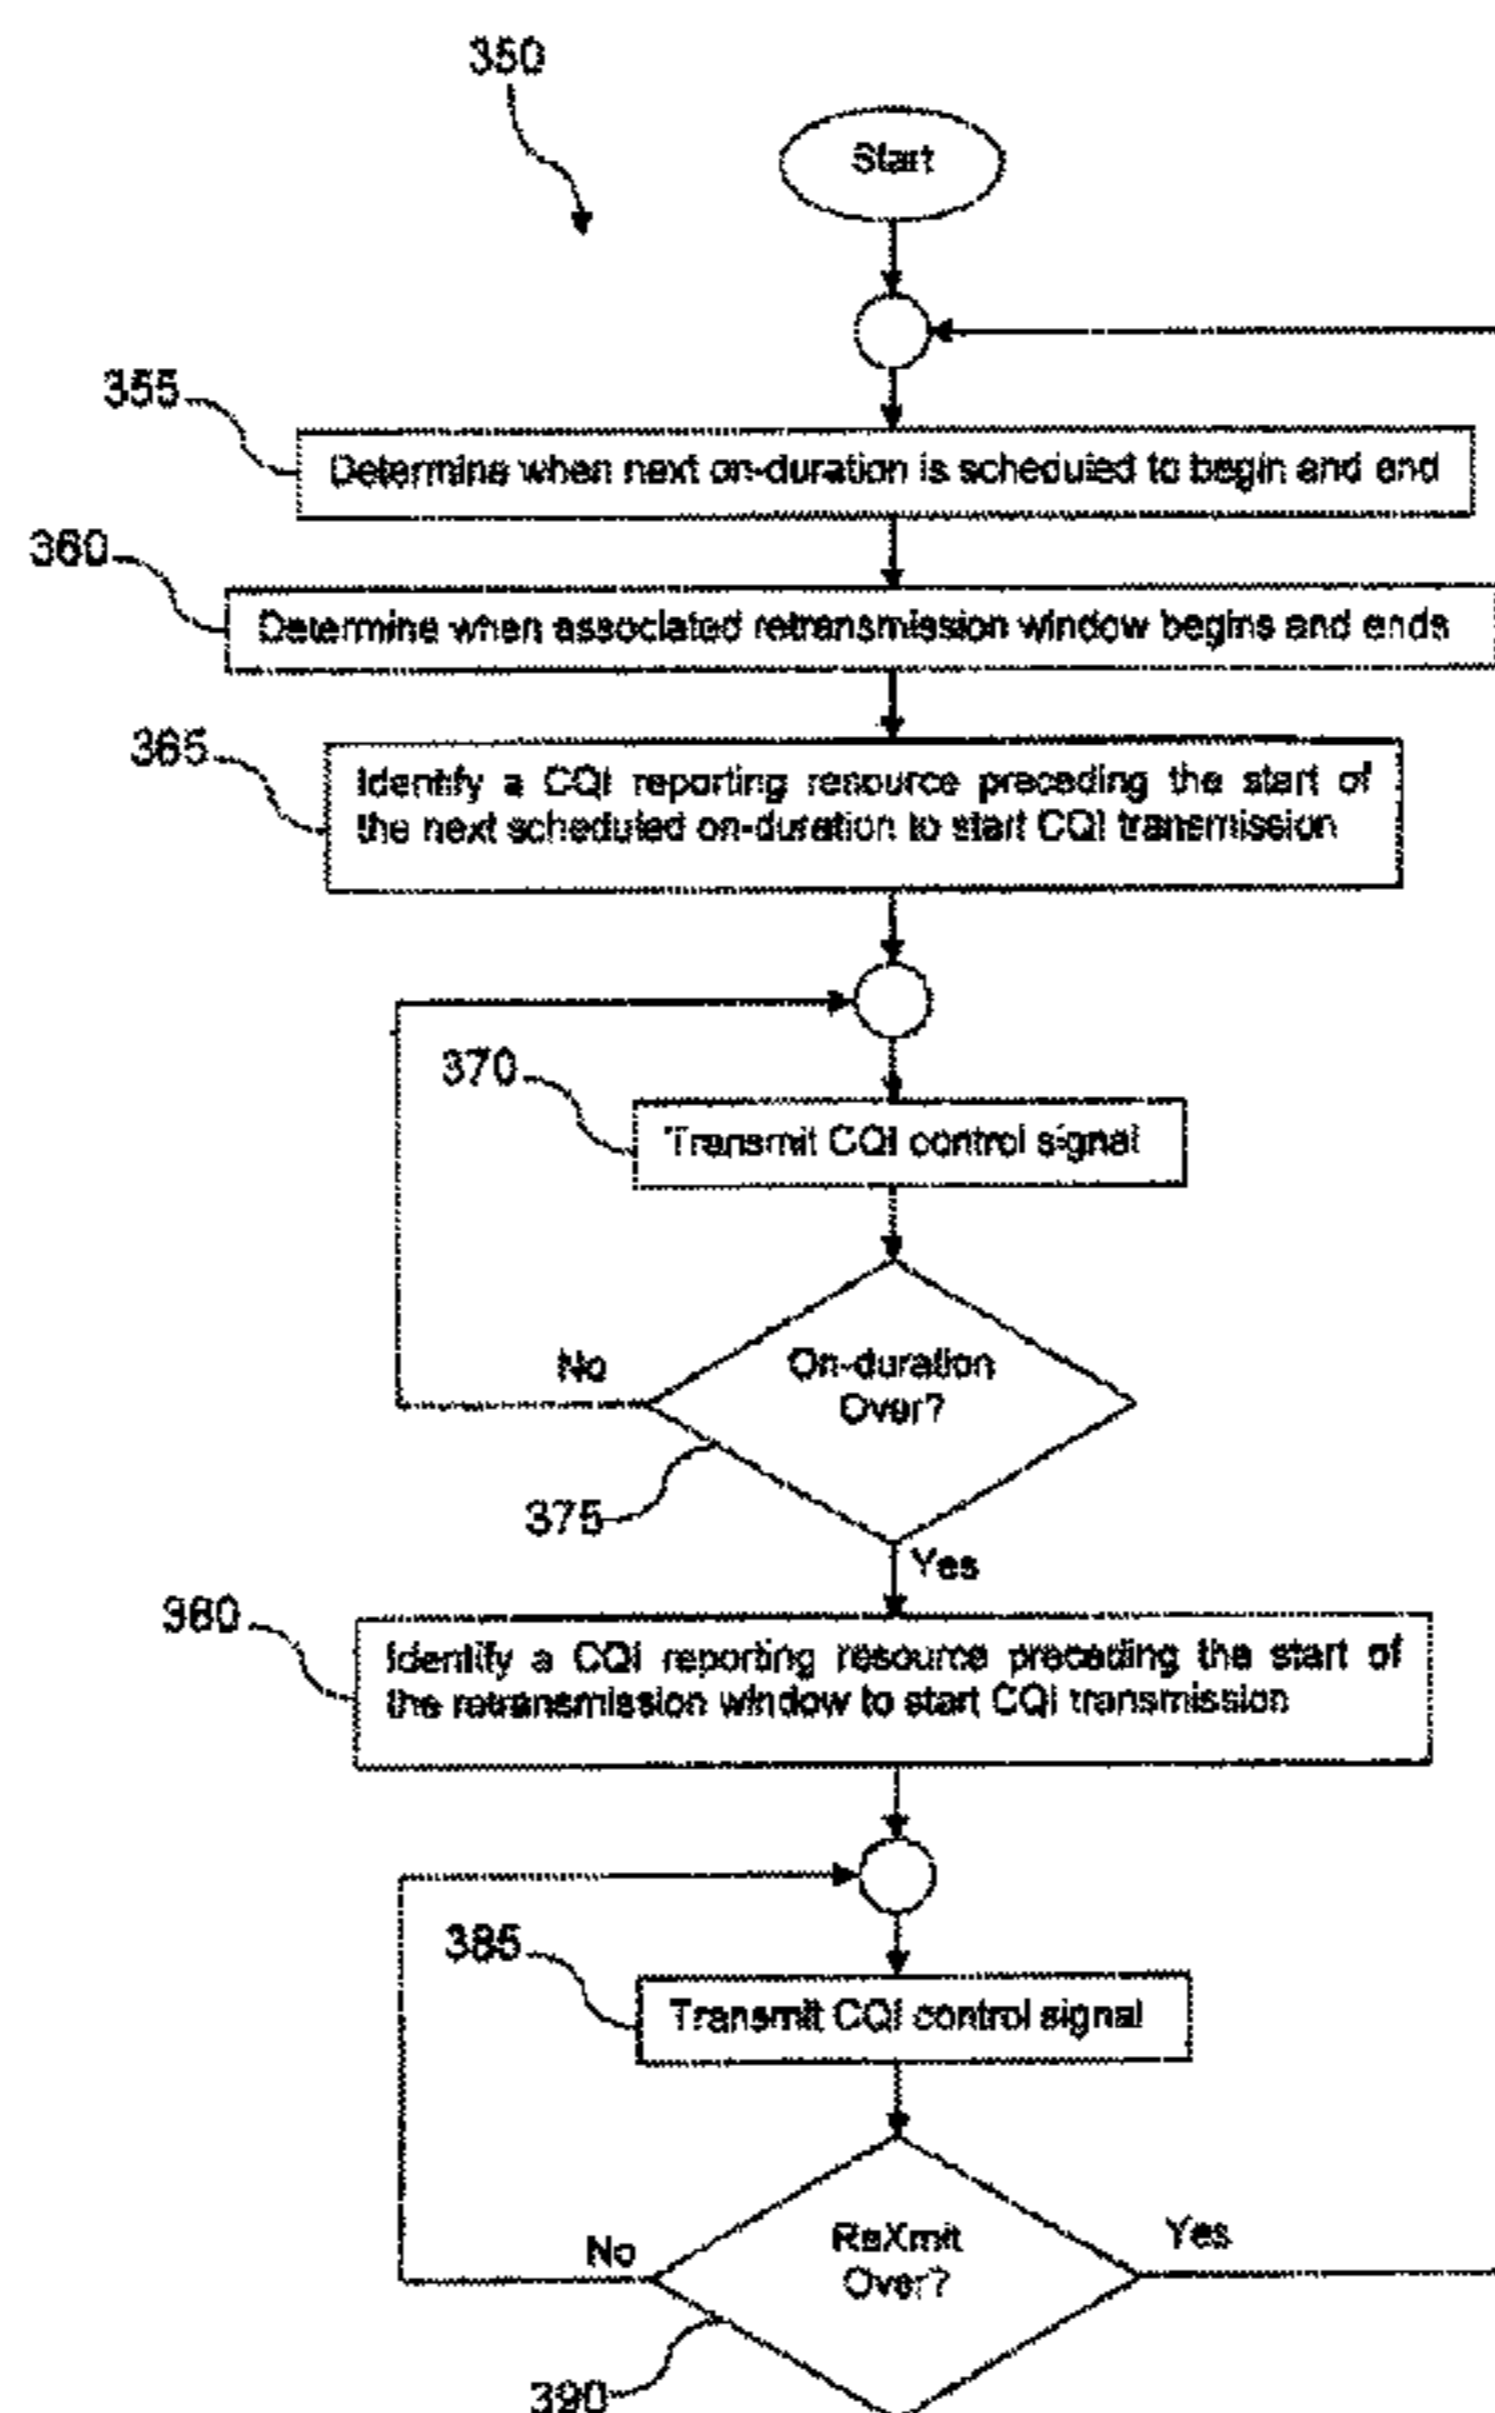 350
Start
355
Determine when next on-duration is scheduled to begin and end
360
Determine when associated retransmission window begins and ends
365
Identify a CQI reporting resource preceding the start of
the next scheduled on-duration to start CQI transmission
370
Transmit CQI control signal
No
On-duration
Over?
375
Yes
380
Identify a CQI reporting resource preceding the start of
the retransmission window to start CQI transmission
385
Transmit CQI control signal
No
ReXmit
Over?
Yes
390